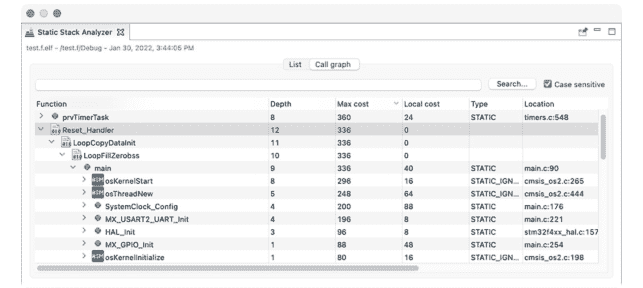 Static Stack Analyzer
test.f.elf - /test.f/Debug - Jan 30, 2022, 3:44:05 PM
List Call graph
Search... Case sensitive
Function Depth Max cost Local cost Type Location
prvTimerTask 8 360 24 STATIC timers.c:548
Reset_Handler 12 336 0
LoopCopyDataInit 11 336 0
LoopFillZerobss 10 336 0
main 9 336 40 STATIC main.c:90
osKernelStart 8 296 16 STATIC_IGN... cmsis_os2.c:265
osThreadNew 5 248 64 STATIC_IGN... cmsis_os2.c:444
SystemClock_Config 4 200 88 STATIC main.c:176
MX_USART2_UART_Init 4 196 8 STATIC main.c:221
HAL_Init 3 96 8 STATIC stm32f4xx_hal.c:157
MX_GPIO_Init 1 88 48 STATIC main.c:254
osKernelInitialize 1 80 16 STATIC_IGN... cmsis_os2.c:198